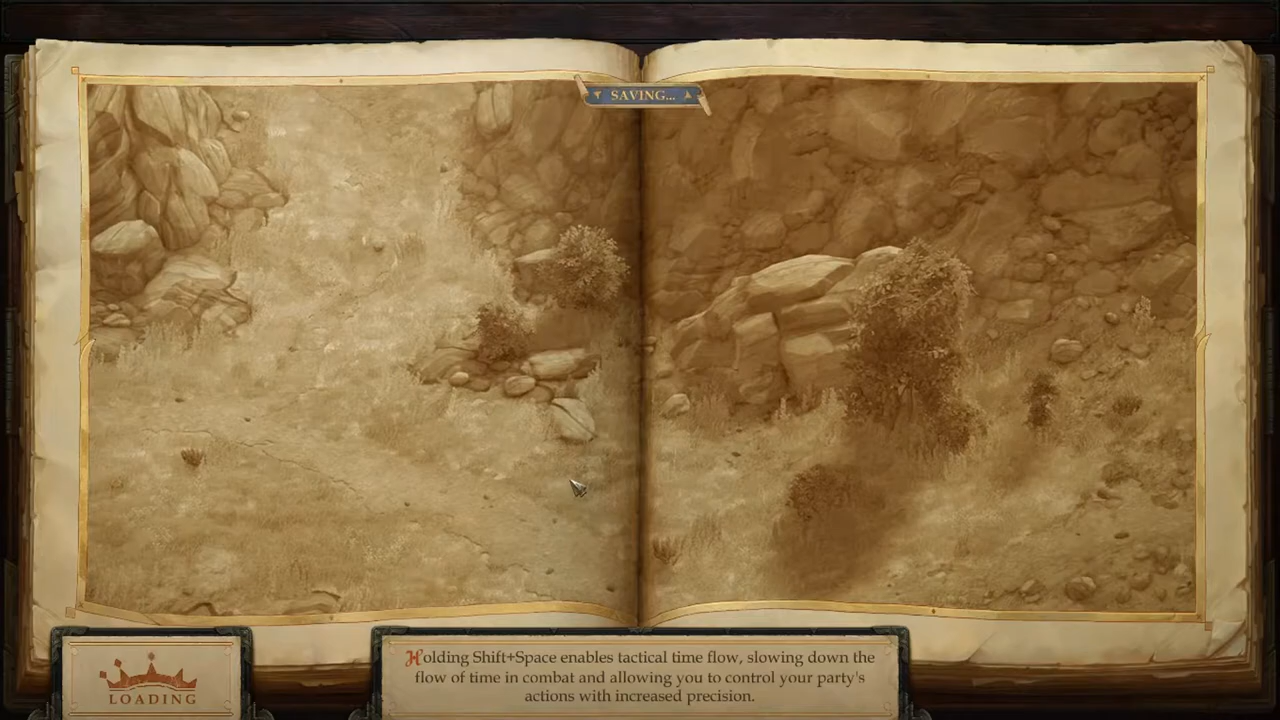 SAVING...
Holding Shift+Space enables tactical time flow, slowing down the
flow of time in combat and allowing you to control your party's
actions with increased precision.
LOADING